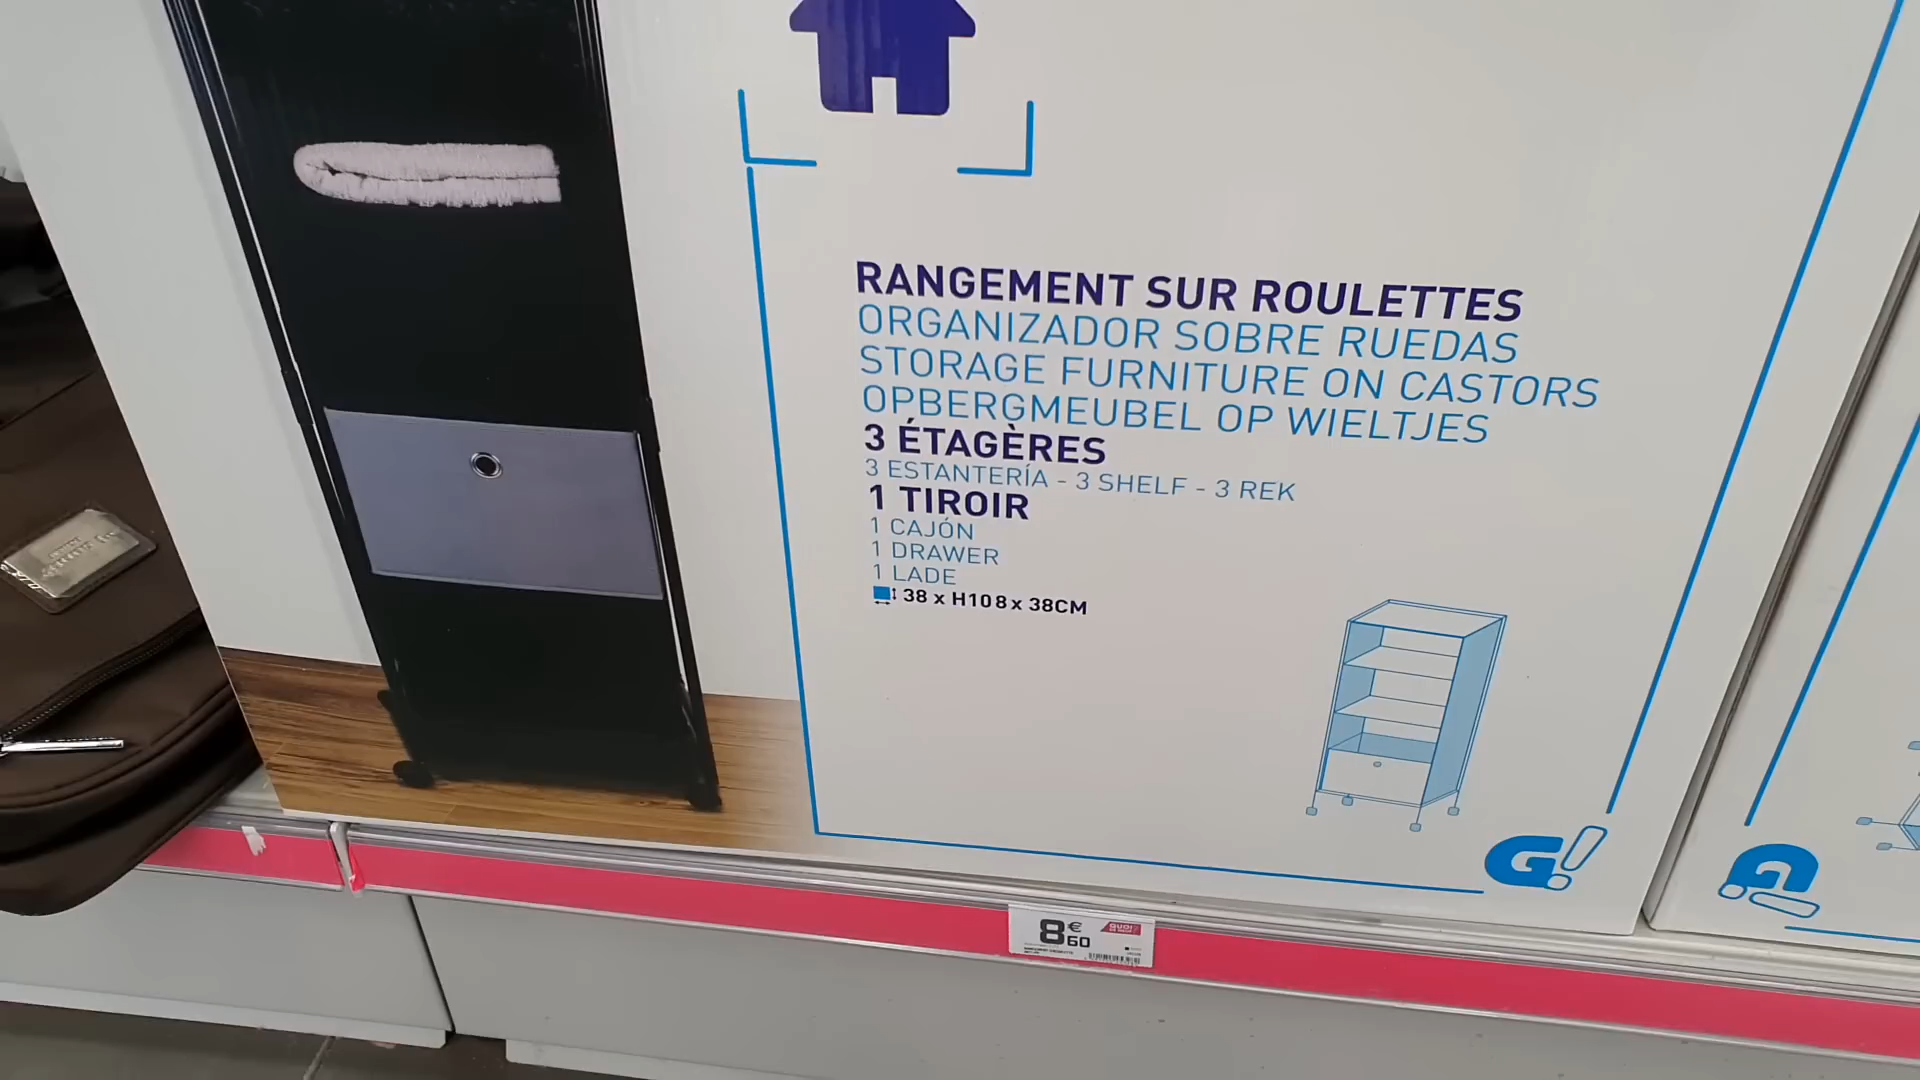 RANGEMENT SUR ROULETTES
ORGANIZADOR SOBRE RUEDAS
STORAGE FURNITURE ON CASTORS
OPBERGMEUBEL OP WIELTJES
3 ÉTAGÈRES
3 ESTANTERÍA - 3 SHELF - 3 REK
1 TIROIR
1 CAJÓN
1 DRAWER
1 LADE
38 x H108 x 38CM
G!
G!
8€60
QUOI